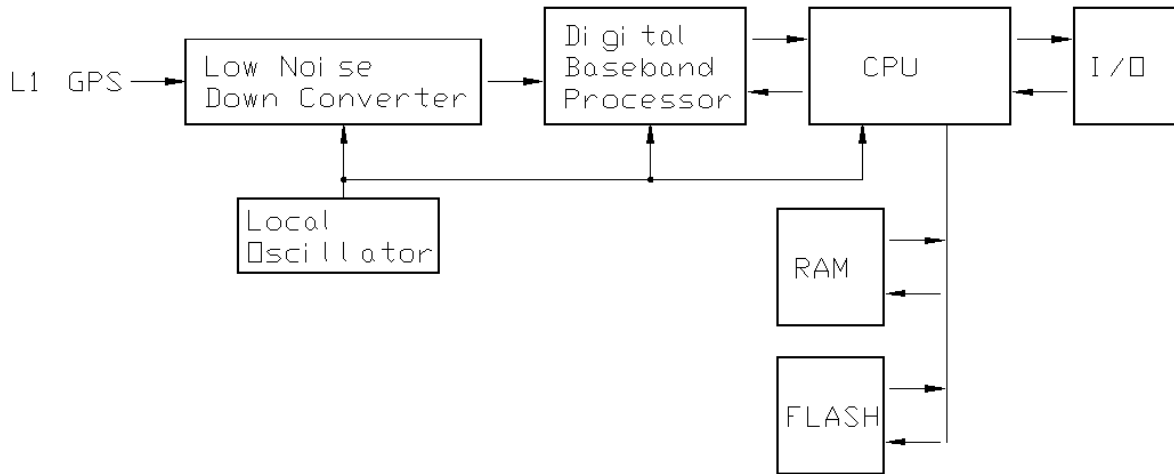 L1 GPS
Low Noise
Down Converter
Digital
Baseband
Processor
CPU
I/O
Local
Oscillator
RAM
FLASH